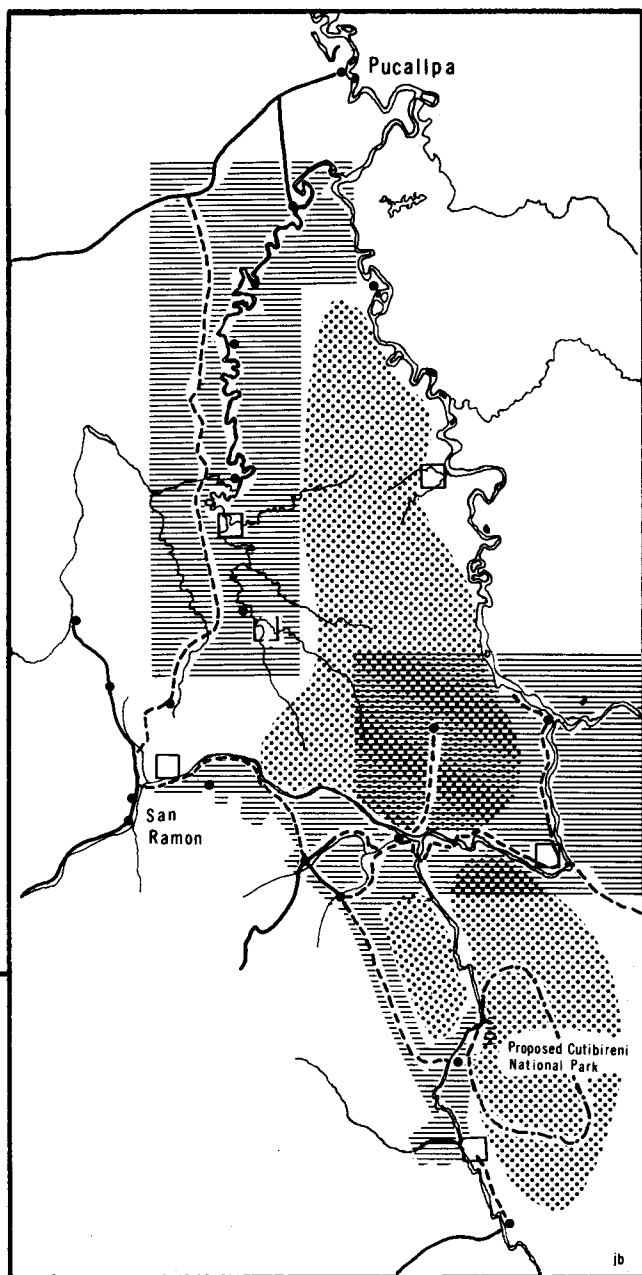 Pucallpa
San
Ramon
Proposed Cutibireni
National Park
jb